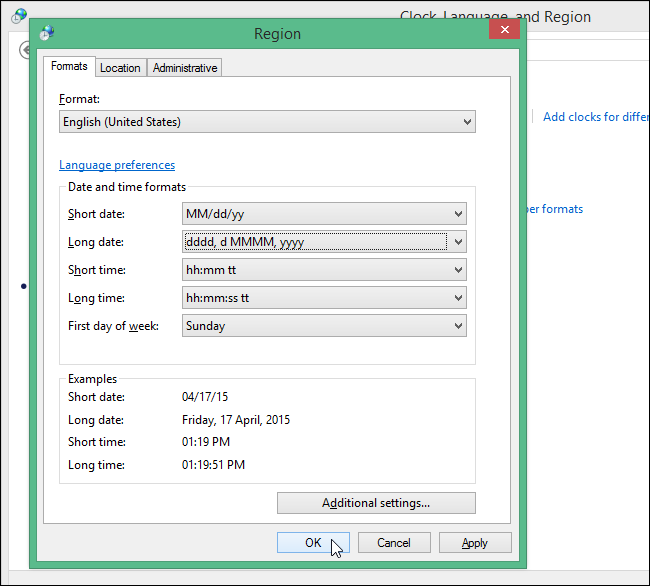 Clock, Language, and Region
Region
Formats Location Administrative
Format:
English (United States)
Add clocks for differe
Language preferences
Date and time formats
Short date: MM/dd/yy
ber formats
Long date: dddd, d MMMM, yyyy
Short time: hh:mm tt
Long time: hh:mm:ss tt
First day of week: Sunday
Examples
Short date: 04/17/15
Long date: Friday, 17 April, 2015
Short time: 01:19 PM
Long time: 01:19:51 PM
Additional settings...
OK Cancel Apply